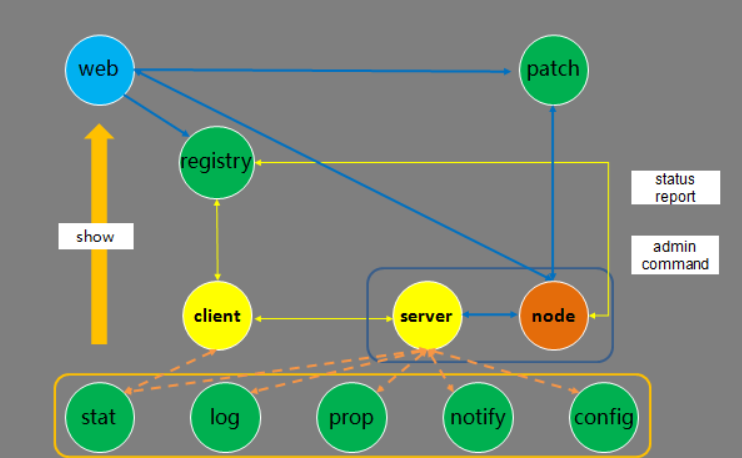 web
patch
registry
status
report
show
admin
command
client
server
node
stat
log
prop
notify
config